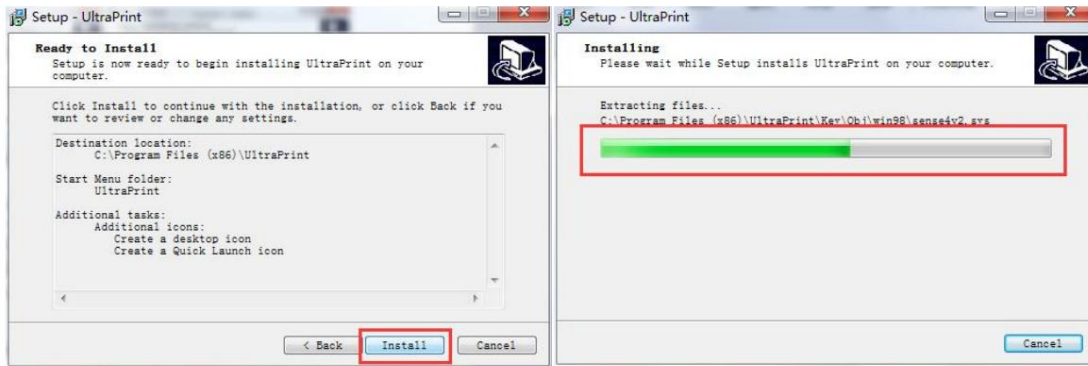 Setup - UltraPrint
Ready to Install
Setup is now ready to begin installing UltraPrint on your
computer.
Click Install to continue with the installation, or click Back if you
want to review or change any settings.
Destination location:
C:\Program Files (x86)\UltraPrint
Start Menu folder:
UltraPrint
Additional tasks:
Additional icons:
Create a desktop icon
Create a Quick Launch icon
< Back
Install
Cancel
Setup - UltraPrint
Installing
Please wait while Setup installs UltraPrint on your computer.
Extracting files...
C:\Program Files (x86)\UltraPrint\Key\Obj\win98\sense4v2.sys
Cancel